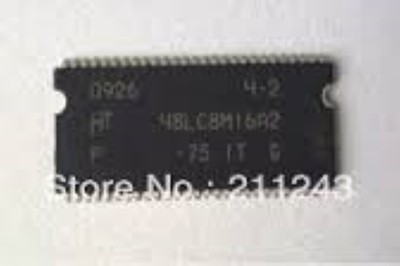 0926 4-2
48LC8M16A2
P -75 IT G
Store No.: 211243